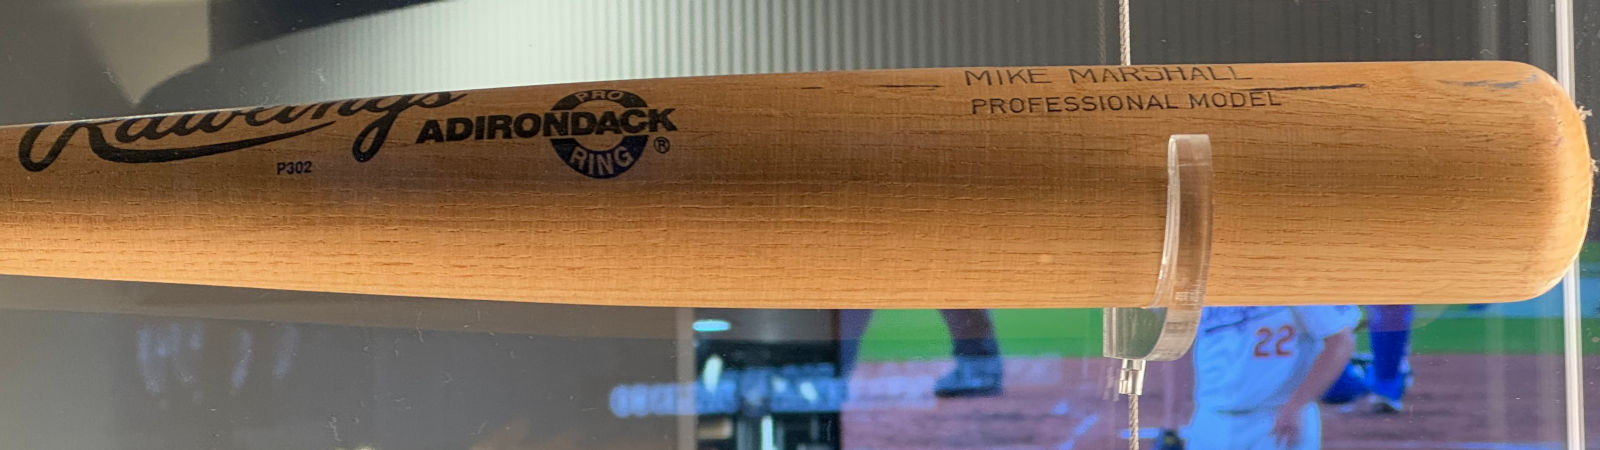 Rawlings
ADIRONDACK
PRO
RING
®
P302
MIKE MARSHALL
PROFESSIONAL MODEL
22